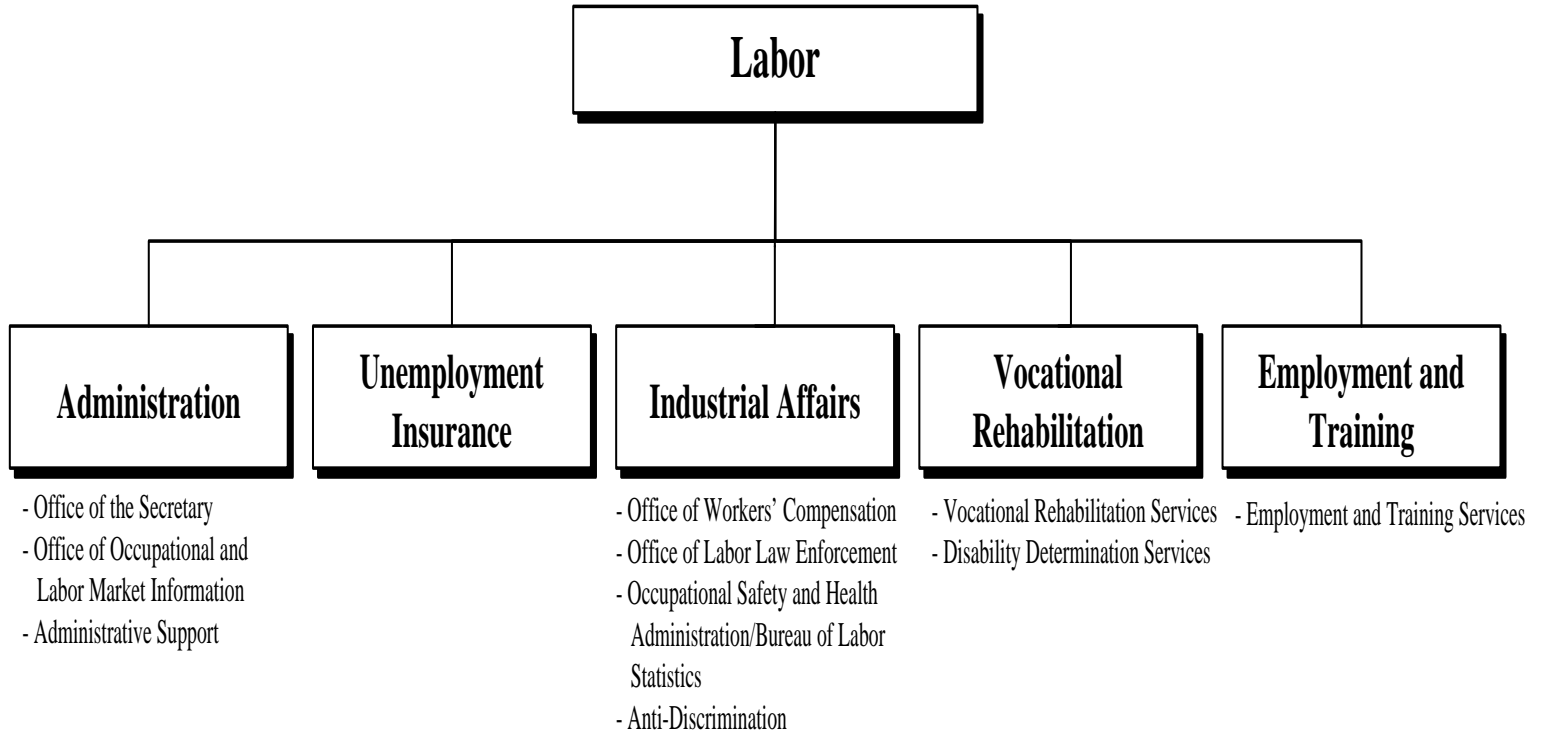 Labor
Administration
- Office of the Secretary
- Office of Occupational and
Labor Market Information
- Administrative Support
Unemployment
Insurance
Industrial Affairs
- Office of Workers’ Compensation
- Office of Labor Law Enforcement
- Occupational Safety and Health
Administration/Bureau of Labor
Statistics
- Anti-Discrimination
Vocational
Rehabilitation
- Vocational Rehabilitation Services
- Disability Determination Services
Employment and
Training
- Employment and Training Services